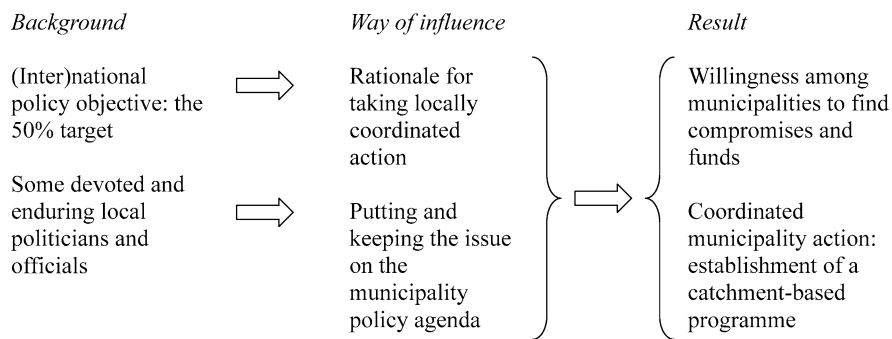 Background
Way of influence
Result
(Inter)national
policy objective: the
50% target
Rationale for
taking locally
coordinated
action
Willingness among
municipalities to find
compromises and
funds
Some devoted and
enduring local
politicians and
officials
Putting and
keeping the issue
on the
municipality
policy agenda
Coordinated
municipality action:
establishment of a
catchment-based
programme